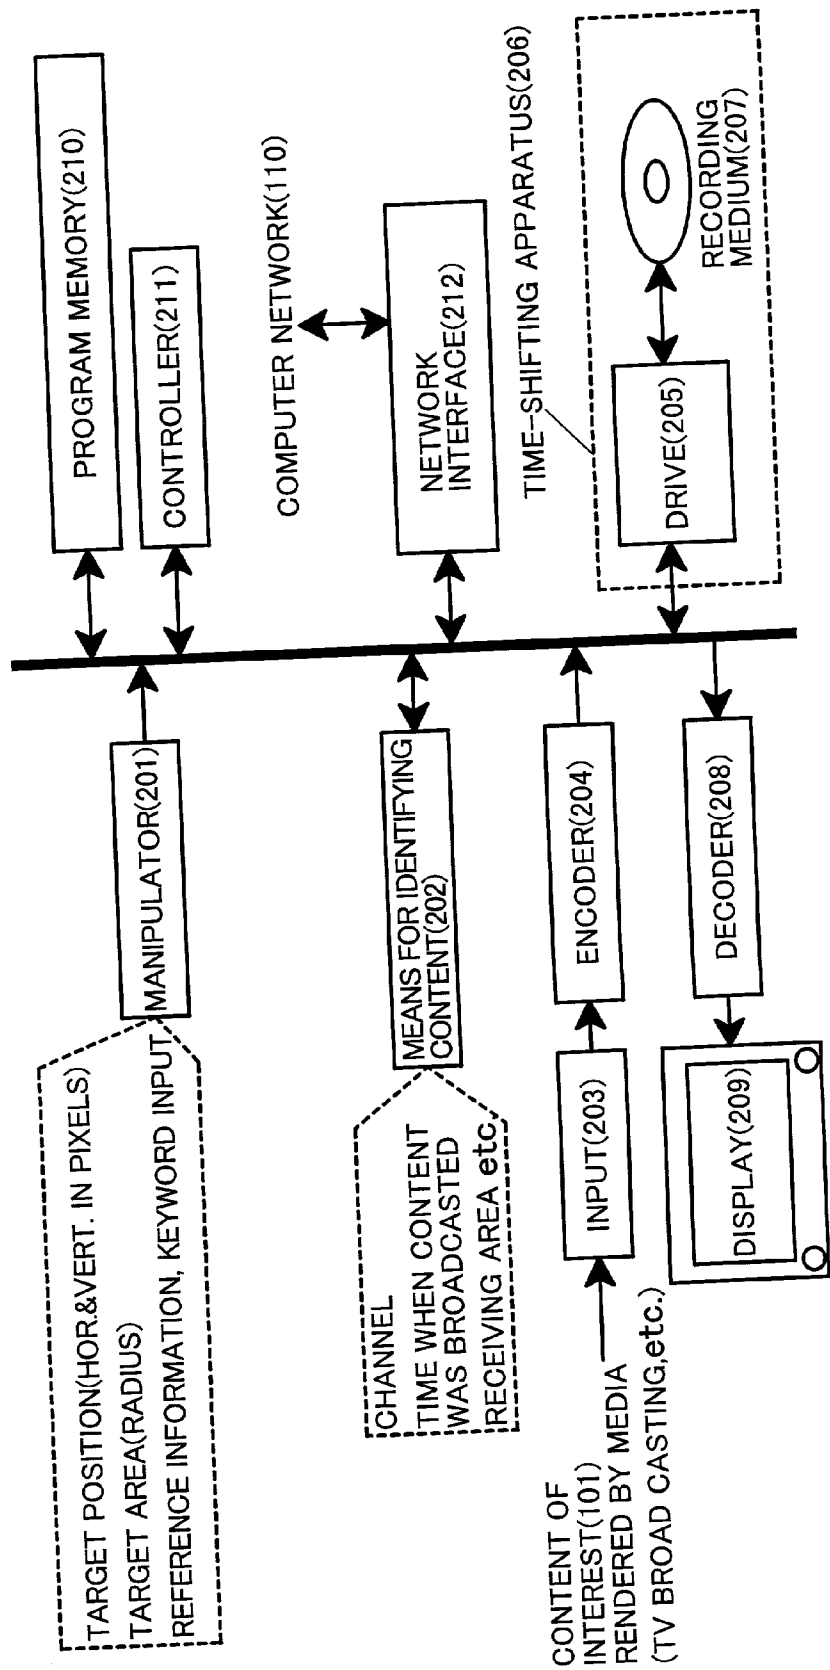 TARGET POSITION(HOR.&VERT. IN PIXELS)
TARGET AREA(RADIUS)
REFERENCE INFORMATION, KEYWORD INPUT
MANIPULATOR(201)
PROGRAM MEMORY(210)
CONTROLLER(211)
COMPUTER NETWORK(110)
CHANNEL
TIME WHEN CONTENT
WAS BROADCASTED
RECEIVING AREA etc.
MEANS FOR IDENTIFYING
CONTENT(202)
NETWORK
INTERFACE(212)
TIME-SHIFTING APPARATUS(206)
CONTENT OF
INTEREST(101)
RENDERED BY MEDIA
(TV BROAD CASTING,etc.)
INPUT(203)
ENCODER(204)
DRIVE(205)
RECORDING
MEDIUM(207)
DISPLAY(209)
DECODER(208)